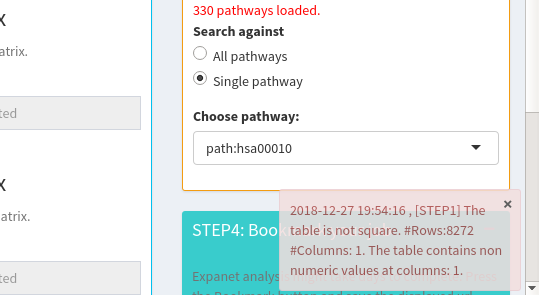 X
atrix.
ted
X
atrix.
ted
330 pathways loaded.
Search against
All pathways
Single pathway
Choose pathway:
path:hsa00010
STEP4: Book
Expanet analys
2018-12-27 19:54:16 , [STEP1] The
table is not square. #Rows:8272
#Columns: 1. The table contains non
numeric values at columns: 1.
×